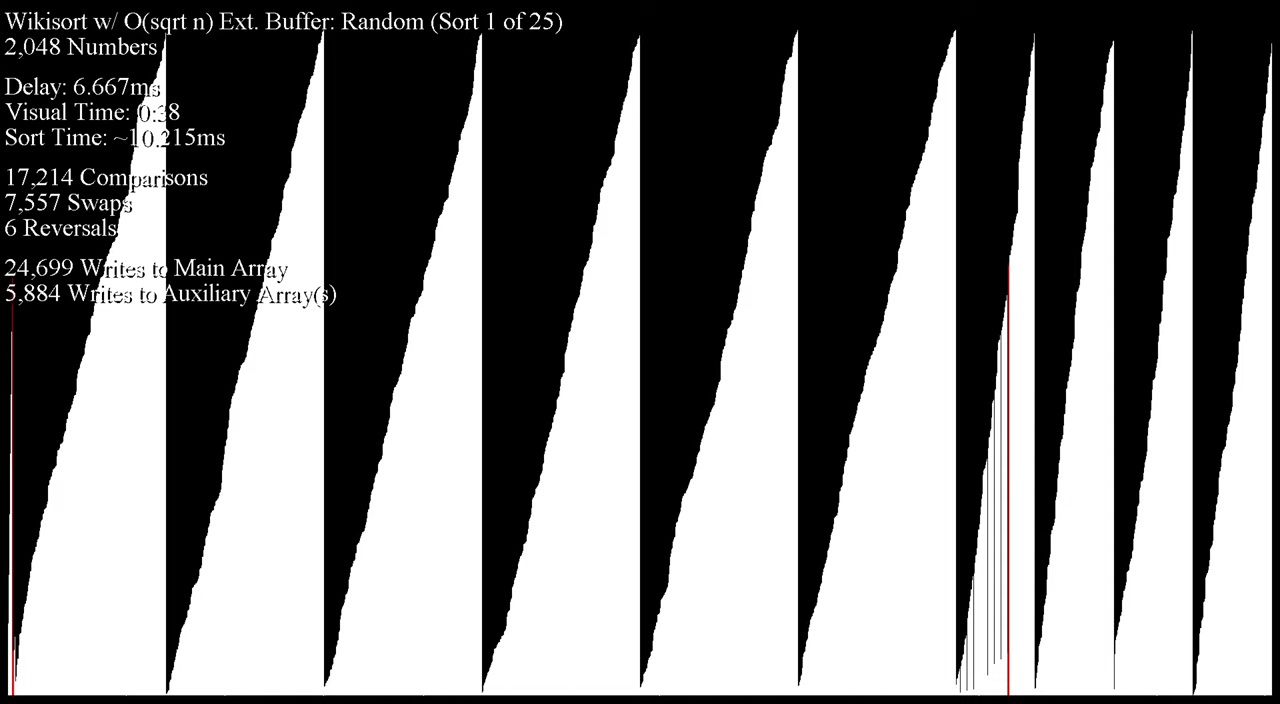 Wikisort w/ O(sqrt n) Ext. Buffer: Random (Sort 1 of 25)
2,048 Numbers
Delay: 6.667ms
Visual Time: 0:38
Sort Time: ~10.215ms
17,214 Comparisons
7,557 Swaps
6 Reversals
24,699 Writes to Main Array
5,884 Writes to Auxiliary Array(s)